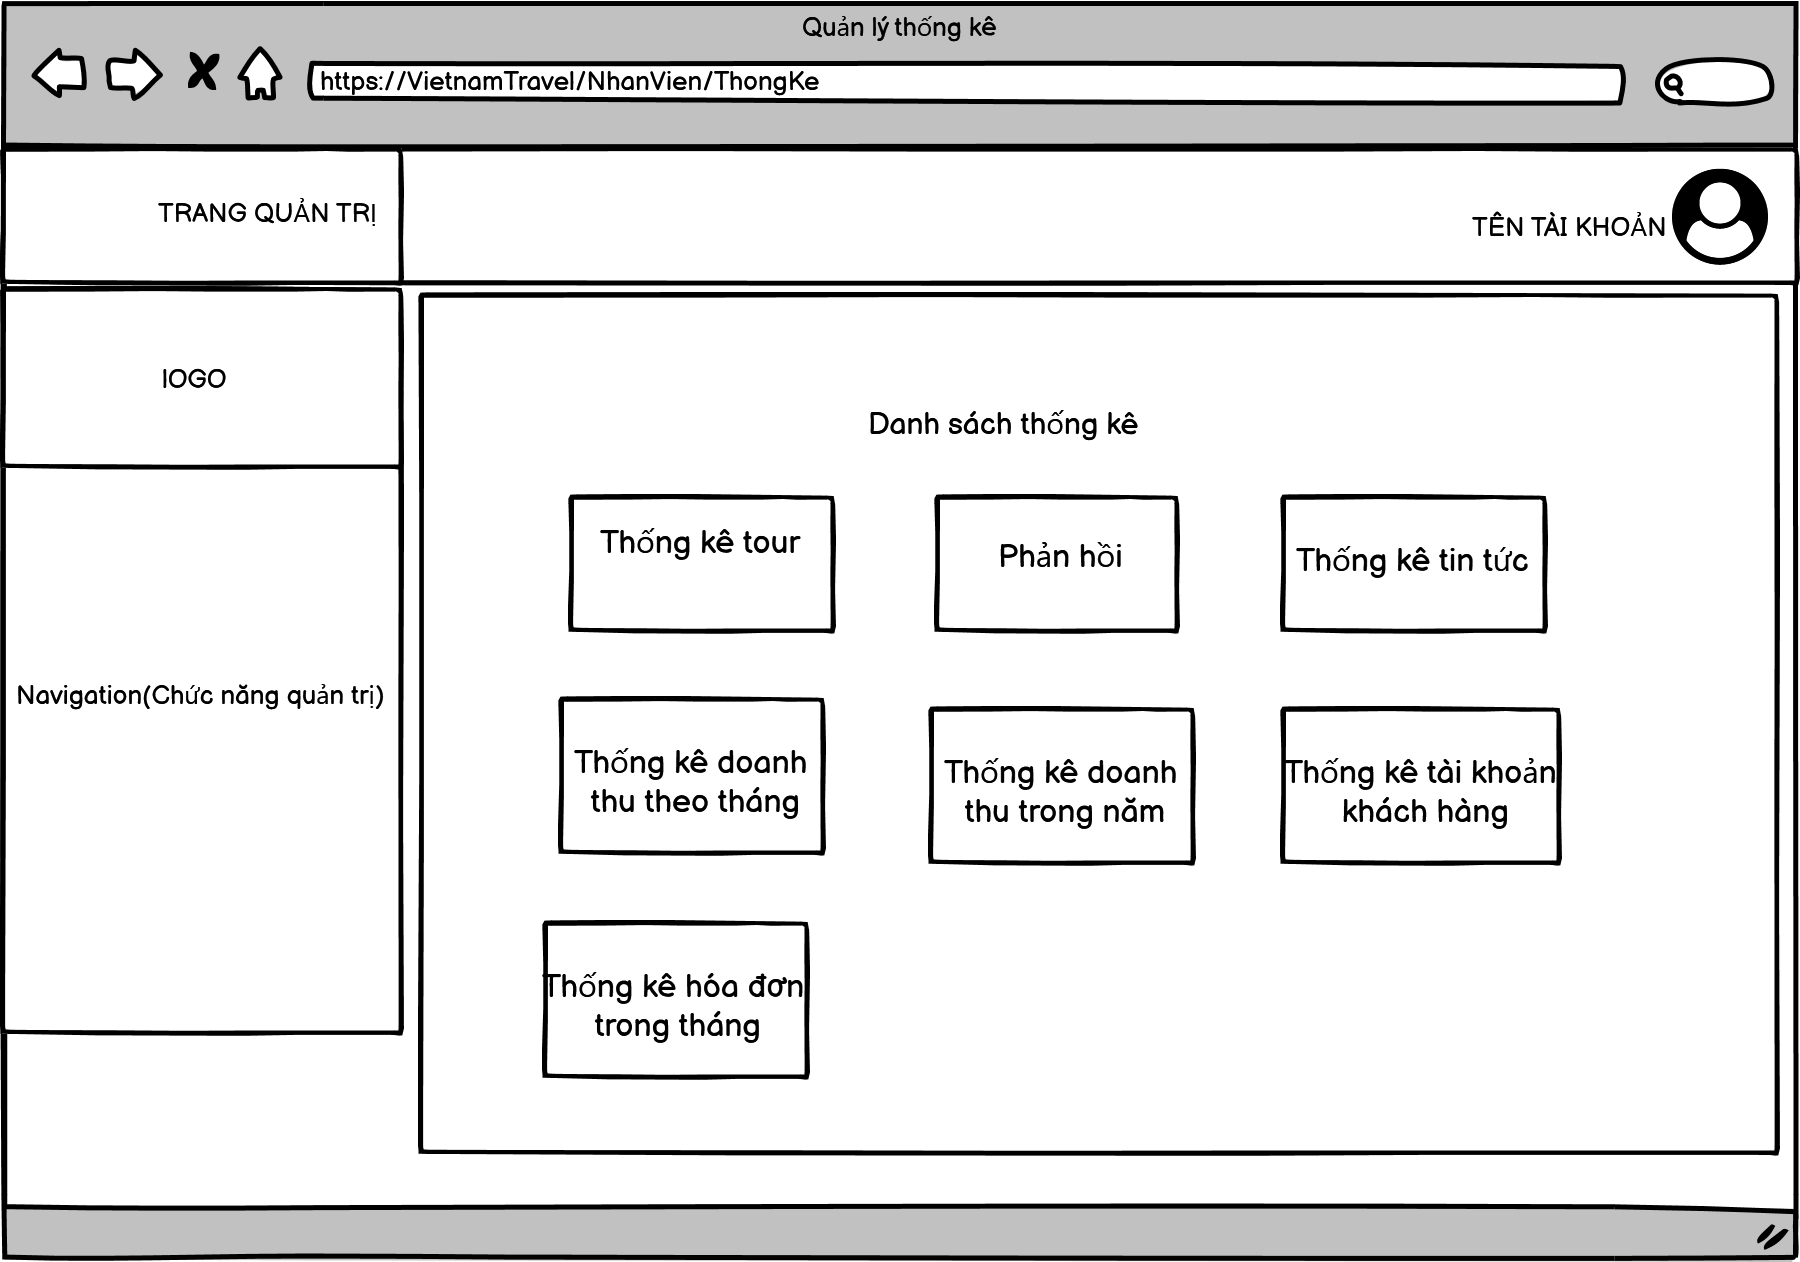 Quản lý thống kê
https://VietnamTravel/NhanVien/ThongKe
TRANG QUẢN TRỊ
TÊN TÀI KHOẢN
lOGO
Navigation(Chức năng quản trị)
Danh sách thống kê
Thống kê tour
Phản hồi
Thống kê tin tức
Thống kê doanh
thu theo tháng
Thống kê doanh
thu trong năm
Thống kê tài khoản
khách hàng
Thống kê hóa đơn
trong tháng